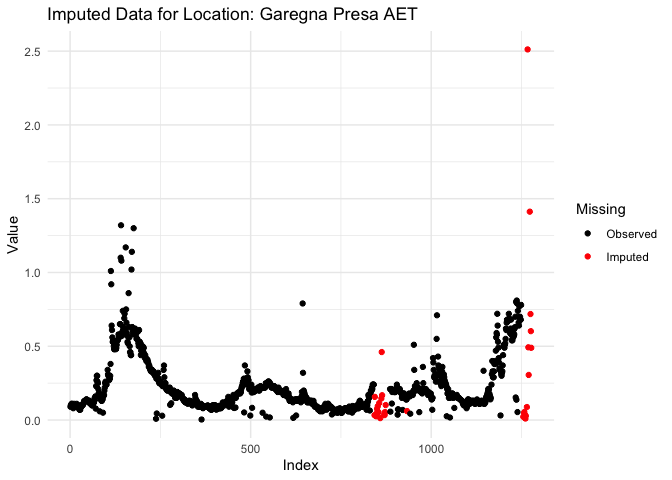 Imputed Data for Location: Garegna Presa AET
2.5
2.0
1.5
1.0
0.5
0.0
Value
0
500
1000
Index
Missing
Observed
Imputed